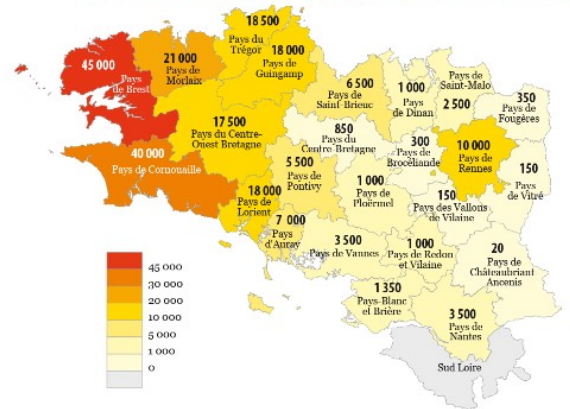 18 500
Pays du
Trégor
18 000
Pays de
Guingamp
21 000
Pays de
Morlaix
45 000
Pays
de Brest
6 500
Pays de
Saint-Brieuc
1 000
Pays
de Dinan
Pays de
Saint-Malo
2 500
350
Pays de
Fougères
17 500
Pays du Centre-
Ouest Bretagne
850
Pays du
Centre-Bretagne
300
Pays de
Brocéliande
10 000
Pays de
Rennes
150
Pays
de Vitré
40 000
Pays de Cornouaille
5 500
Pays de
Pontivy
1 000
Pays de
Ploërmel
150
Pays des Vallons
de Vilaine
18 000
Pays de
Lorient
7 000
Pays
d'Auray
3 500
Pays de Vannes
1 000
Pays de Redon
et Vilaine
20
Pays de
Châteaubriant
Ancenis
1 350
Pays-Blanc
et Brière
3 500
Pays de
Nantes
Sud Loire
45 000
30 000
20 000
10 000
5 000
1 000
0